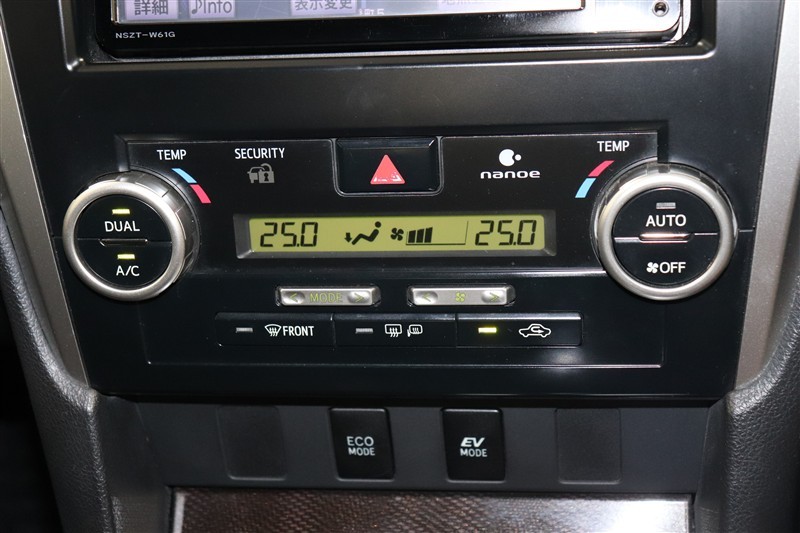 詳細 ♪Info 表示変更
NSZT-W61G
TEMP SECURITY nanoe TEMP
DUAL
A/C
25.0 25.0
AUTO
OFF
MODE
FRONT
ECO MODE
EV MODE